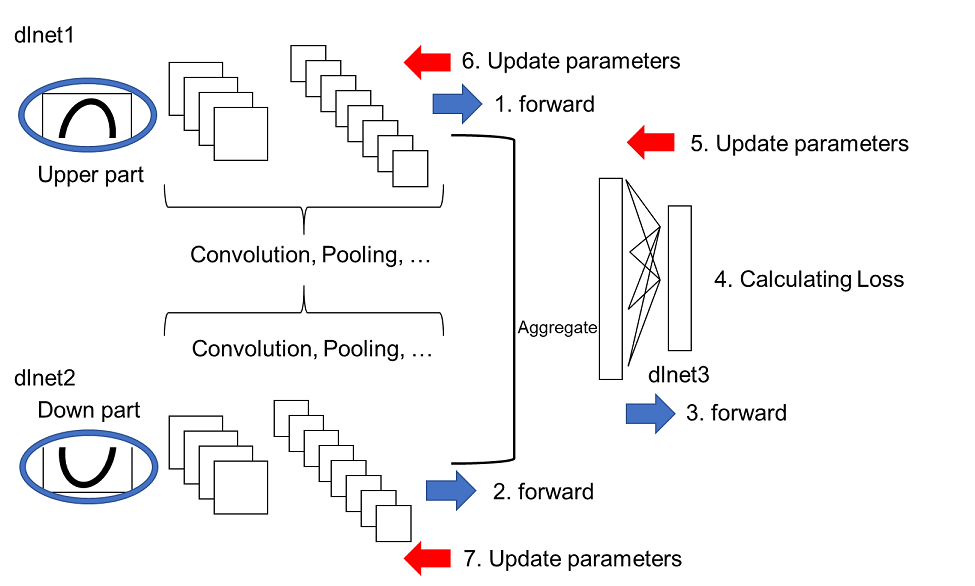 dlnet1
6. Update parameters
1. forward
5. Update parameters
Upper part
Convolution, Pooling, …
4. Calculating Loss
Aggregate
Convolution, Pooling, …
dlnet2
dlnet3
Down part
3. forward
2. forward
7. Update parameters